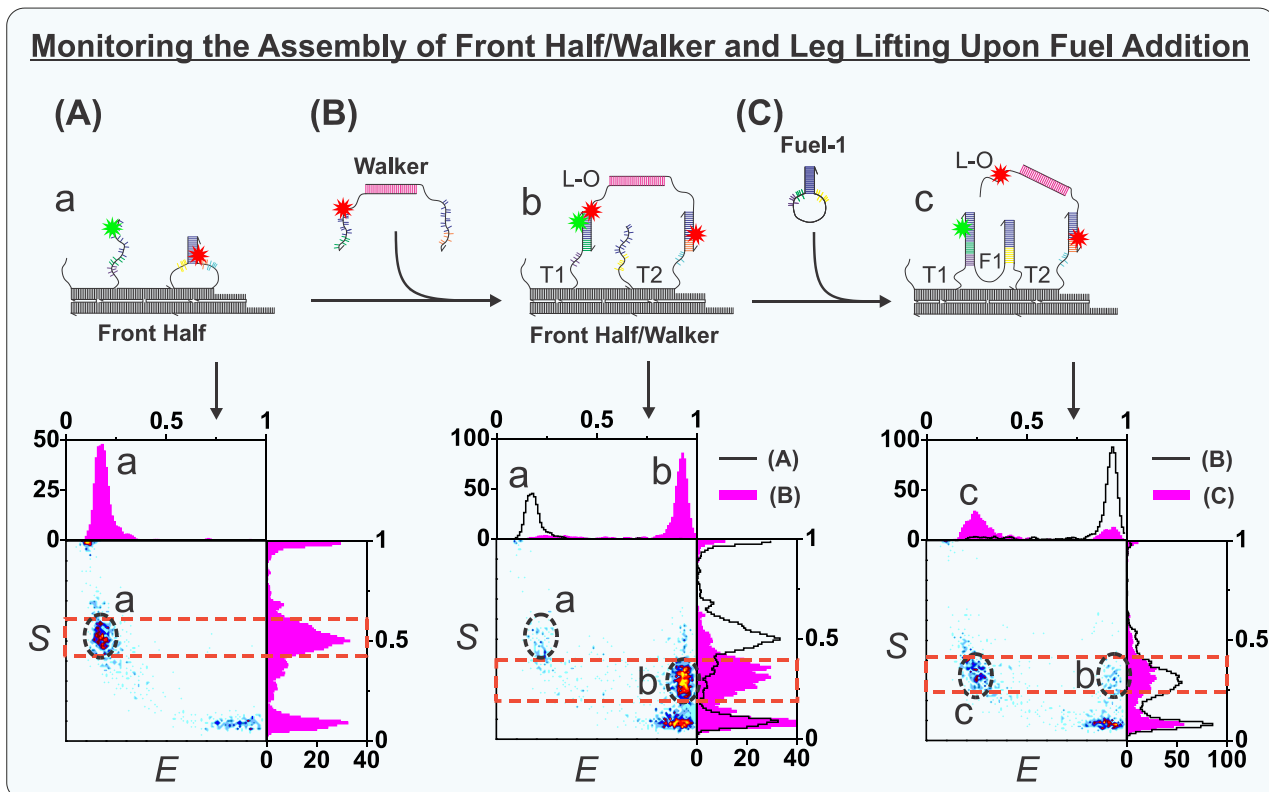 Monitoring the Assembly of Front Half/Walker and Leg Lifting Upon Fuel Addition
(A)
(B)
(C)
Walker
Fuel-1
L-O
L-O
a
b
c
T1
T2
T1
F1
T2
Front Half
Front Half/Walker
0 0.5 1
0 0.5 1
0 0.5 1
50
25
0
a
100
50
0
a
b
(A)
(B)
100
50
0
c
(B)
(C)
a
S
1
0.5
0
E
0 20 40
a
b
S
1
0.5
0
E
0 20 40
c
b
S
1
0.5
0
E
0 50 100